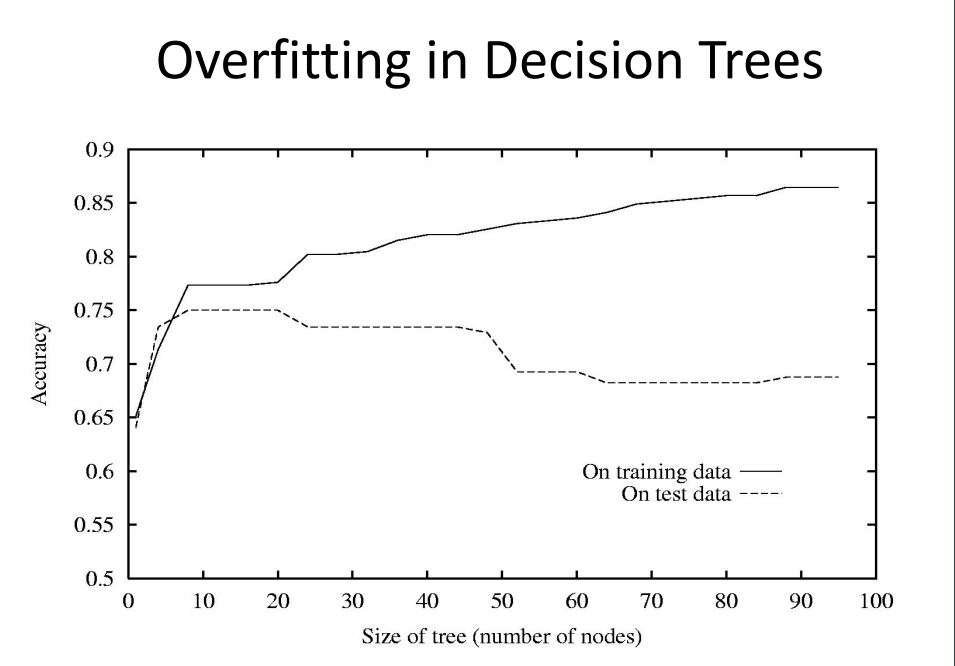 Overfitting in Decision Trees
0.9
0.85
0.8
0.75
0.7
0.65
0.6
0.55
0.5
Accuracy
On training data
On test data
0 10 20 30 40 50 60 70 80 90 100
Size of tree (number of nodes)